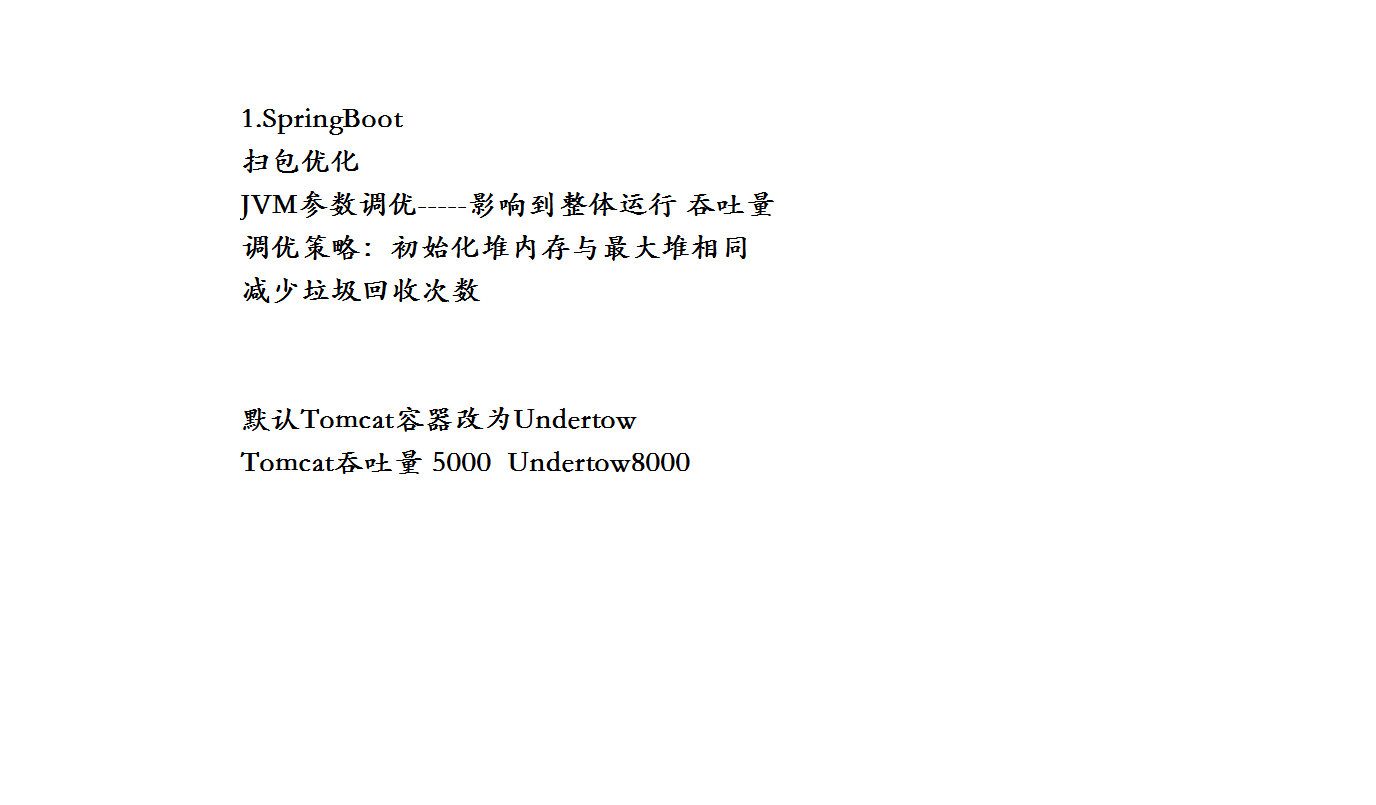 1.SpringBoot
扫包优化
JVM参数调优-----影响到整体运行 吞吐量
调优策略：初始化堆内存与最大堆相同
减少垃圾回收次数
默认Tomcat容器改为Undertow
Tomcat吞吐量 5000  Undertow8000